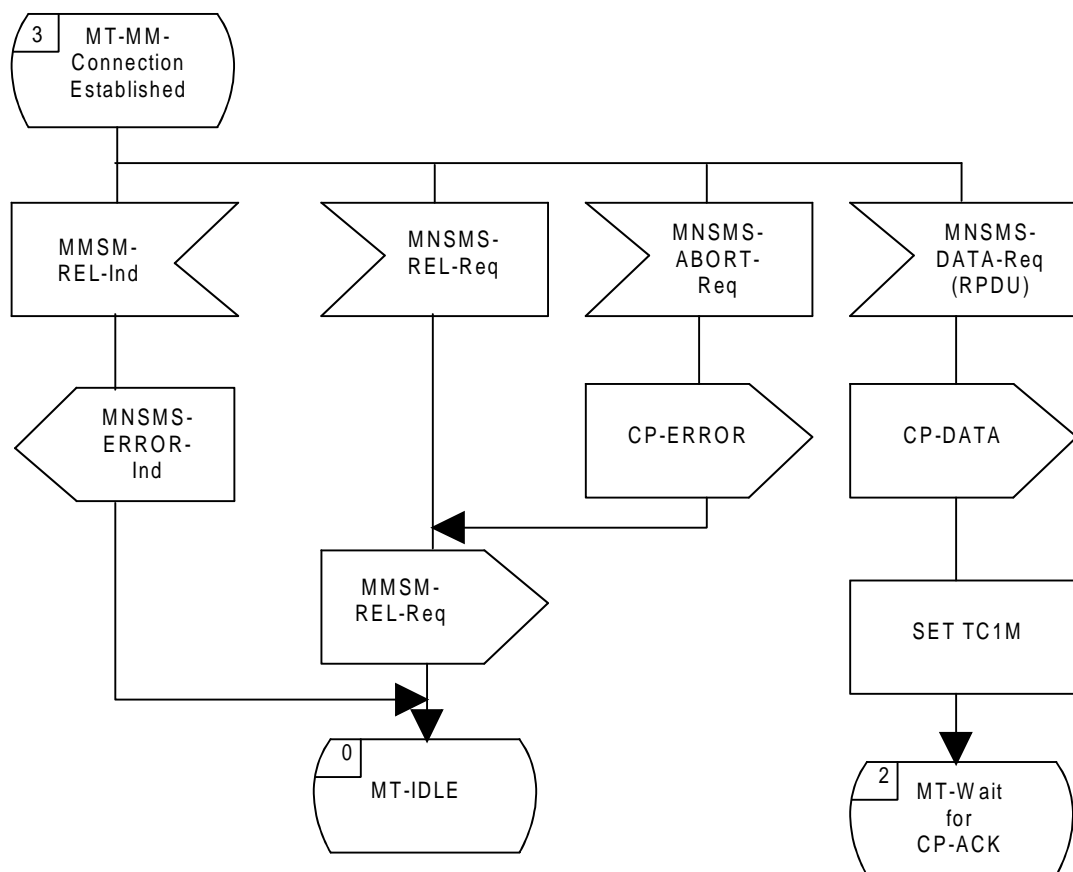 3
MT-MM-
Connection
Established
MMSM-
REL-Ind
MNSMS-
REL-Req
MNSMS-
ABORT-
Req
MNSMS-
DATA-Req
(RPDU)
MNSMS-
ERROR-
Ind
CP-ERROR
CP-DATA
MMSM-
REL-Req
SET TC1M
0
MT-IDLE
2
MT-Wait
for
CP-ACK